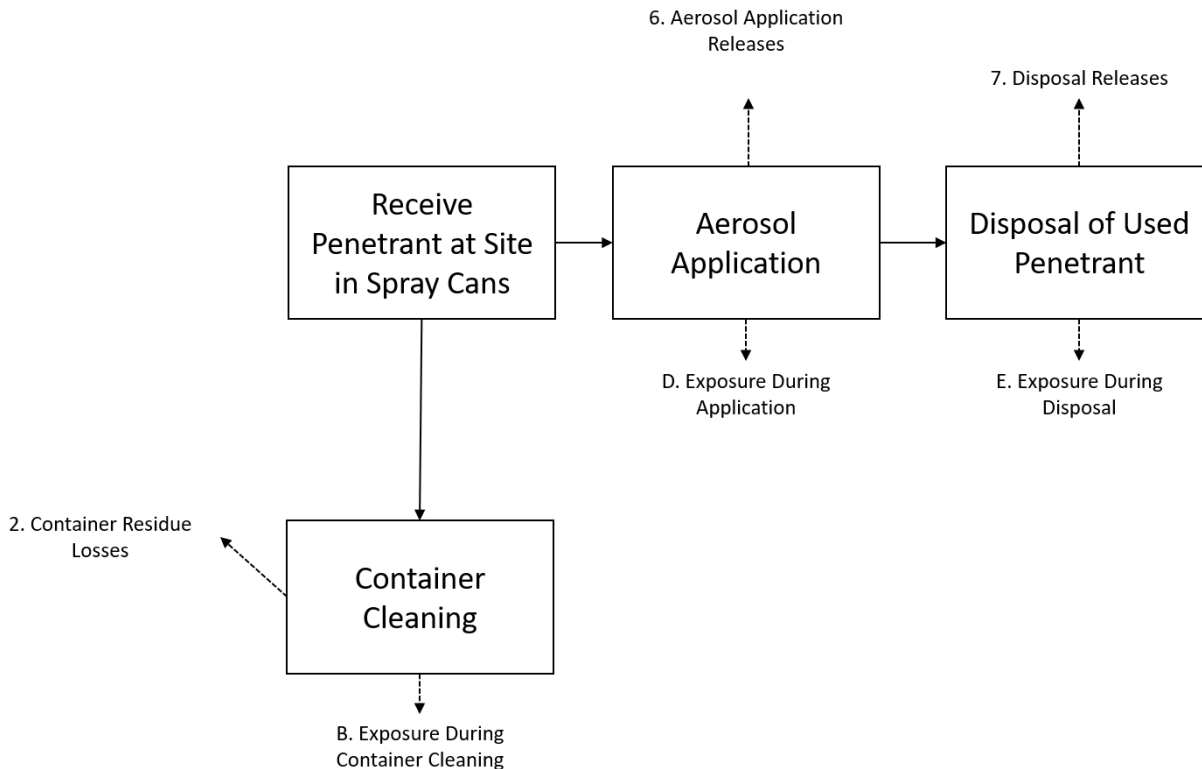 6. Aerosol Application
Releases
7. Disposal Releases
Receive
Penetrant at Site
in Spray Cans
Aerosol
Application
Disposal of Used
Penetrant
D. Exposure During
Application
E. Exposure During
Disposal
2. Container Residue
Losses
Container
Cleaning
B. Exposure During
Container Cleaning